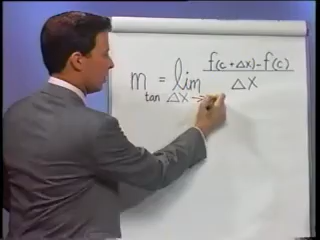 m tan = lim Δx → f(c + Δx) - f(c) / Δx